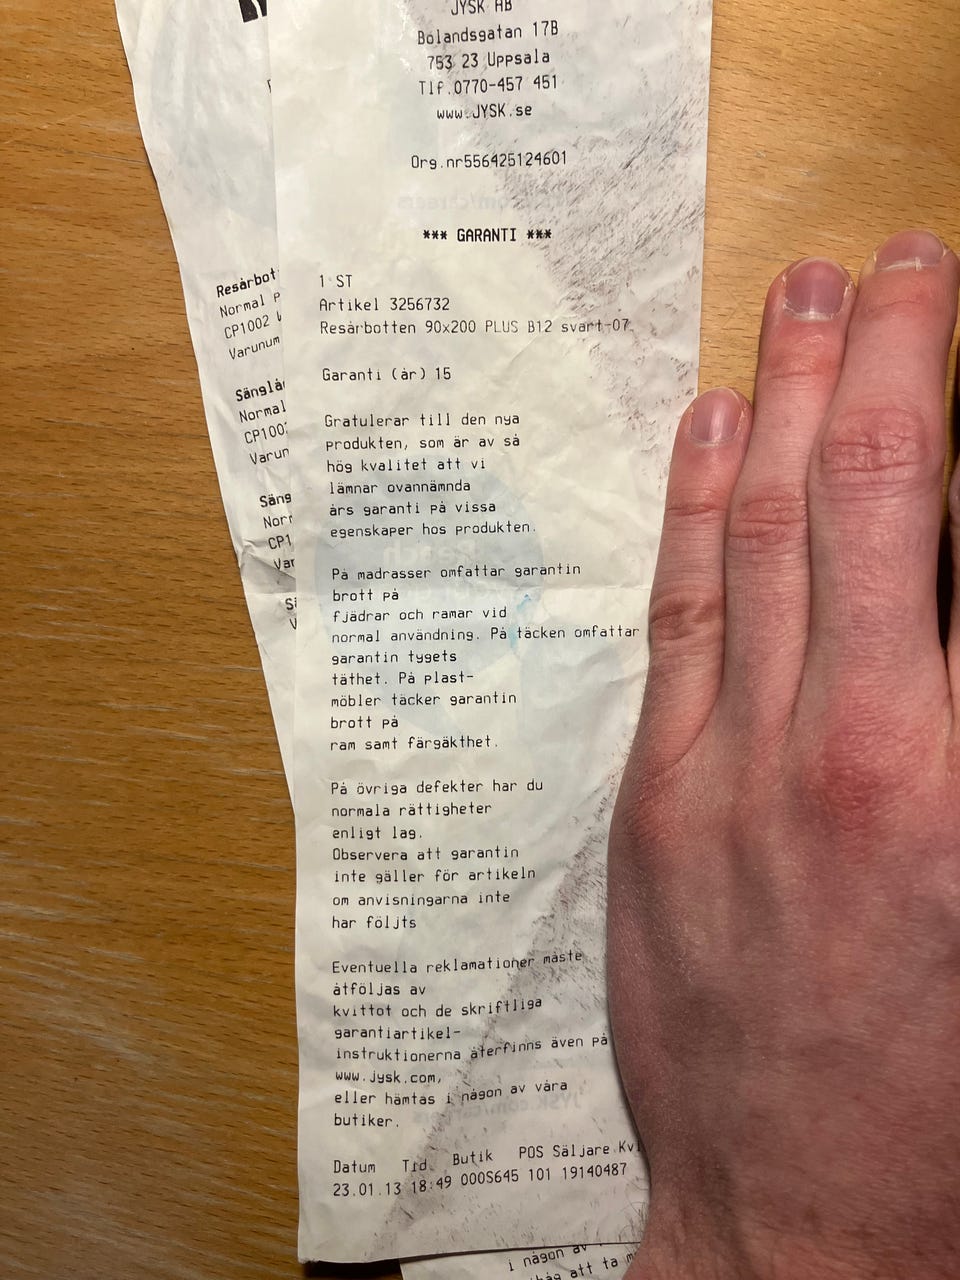 JYSK AB
Bolandsgatan 17B
753 23 Uppsala
Tlf.0770-457 451
www.JYSK.se
Org.nr556425124601
*** GARANTI ***
1 ST
Artikel 3256732
Resårbotten 90x200 PLUS B12 svart-07
Garanti (år) 15
Gratulerar till den nya
produkten, som är av så
hög kvalitet att vi
lämnar ovannämnda
års garanti på vissa
egenskaper hos produkten.
På madrasser omfattar garantin
brott på
fjädrar och ramar vid
normal användning. På täcken omfattar
garantin tygets
täthet. På plast-
möbler täcker garantin
brott på
ram samt färgäkthet.
På övriga defekter har du
normala rättigheter
enligt lag.
Observera att garantin
inte gäller för artikeln
om anvisningarna inte
har följts
Eventuella reklamationer måste
åtföljas av
kvittot och de skriftliga
garantiartikel-
instruktionerna återfinns även på
www.jysk.com,
eller hämtas i någon av våra
butiker.
Datum Tid Butik POS Säljare Kvi
23.01.13 18:49 000S645 101 19140487
Resårbot
Normal P
CP1002
Varunum
Sänglå
Normal
CP100
Varun
Säng
Nor
CP1
Var
i någon av
att ta m